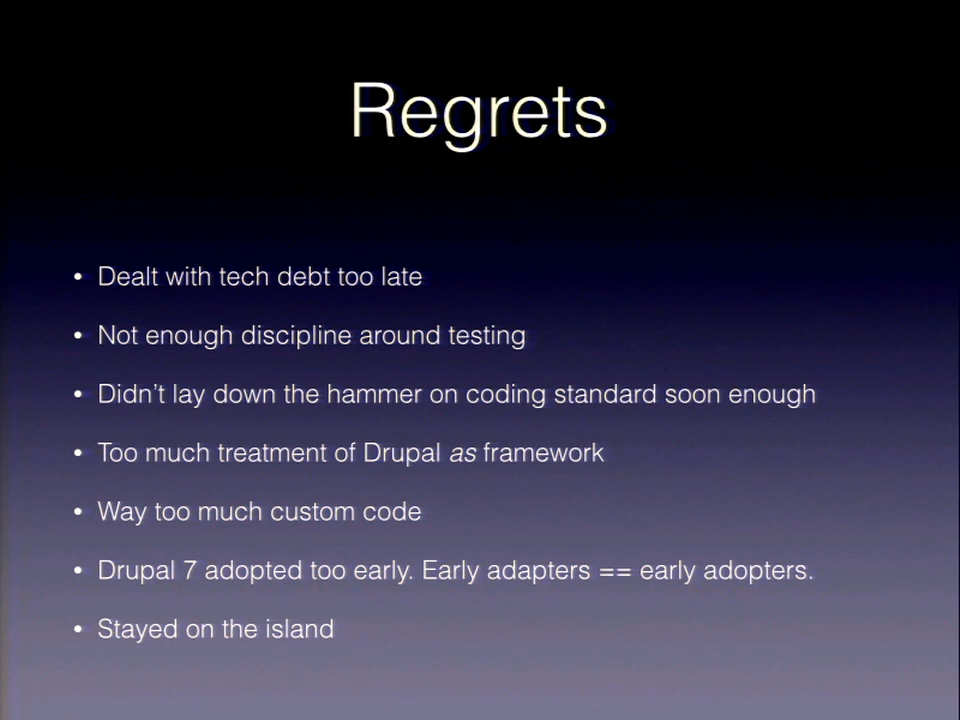 Regrets
• Dealt with tech debt too late
• Not enough discipline around testing
• Didn’t lay down the hammer on coding standard soon enough
• Too much treatment of Drupal as framework
• Way too much custom code
• Drupal 7 adopted too early. Early adapters == early adopters.
• Stayed on the island